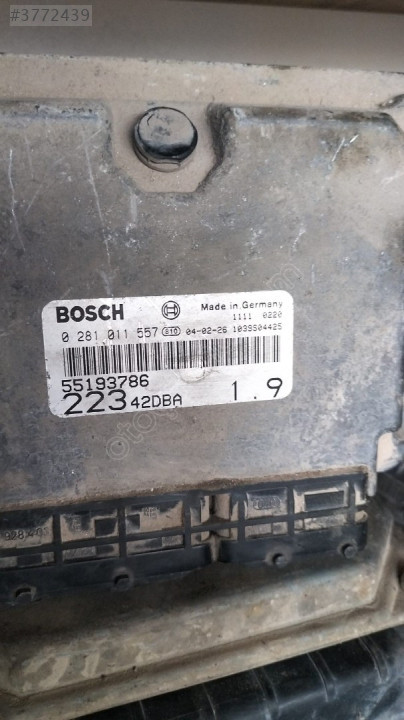 #3772439
BOSCH Made in Germany
1111 0220
0 281 011 557 S10 04-02-26 1039S04425
55193786
223 42DBA 1.9